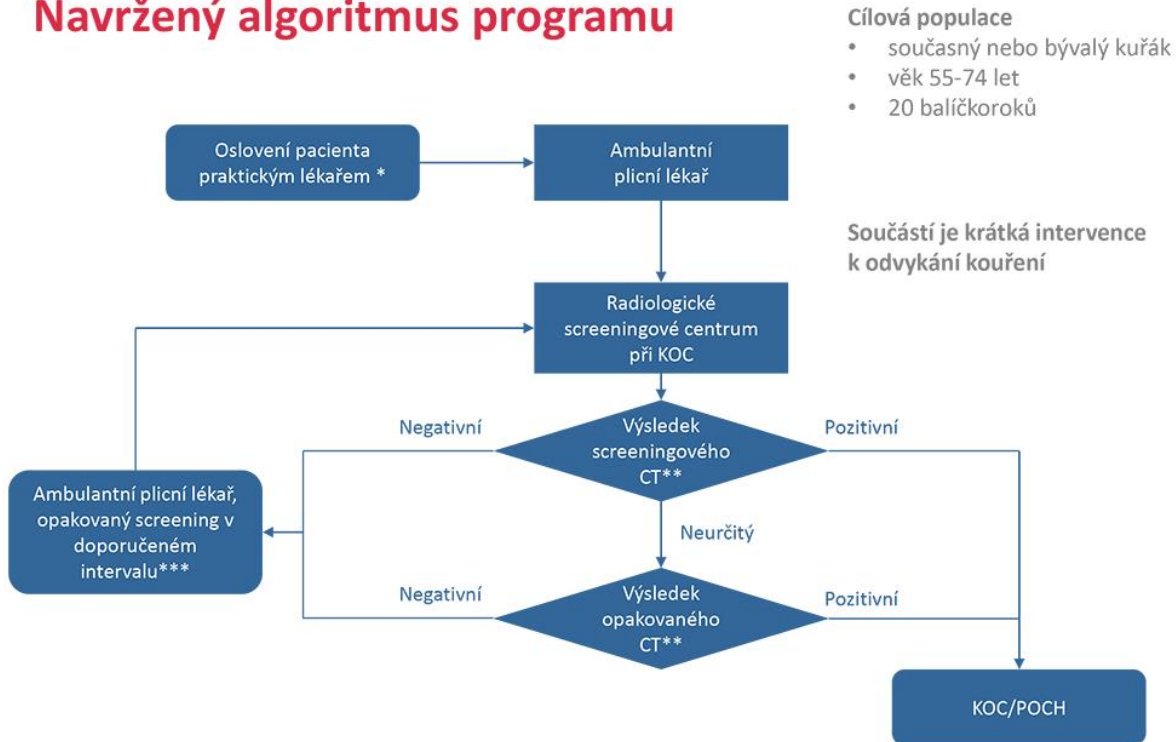 Navržený algoritmus programu
Cílová populace
• současný nebo bývalý kuřák
• věk 55-74 let
• 20 balíčkoroků
Oslovení pacienta
praktickým lékařem *
Ambulantní
plicní lékař
Součástí je krátká intervence
k odvykání kouření
Radiologické
screeningové centrum
při KOC
Negativní
Výsledek
screeningového
CT**
Pozitivní
Ambulantní plicní lékař,
opakovaný screening v
doporučeném
intervalu***
Neurčitý
Negativní
Výsledek
opakovaného
CT**
Pozitivní
KOC/POCH